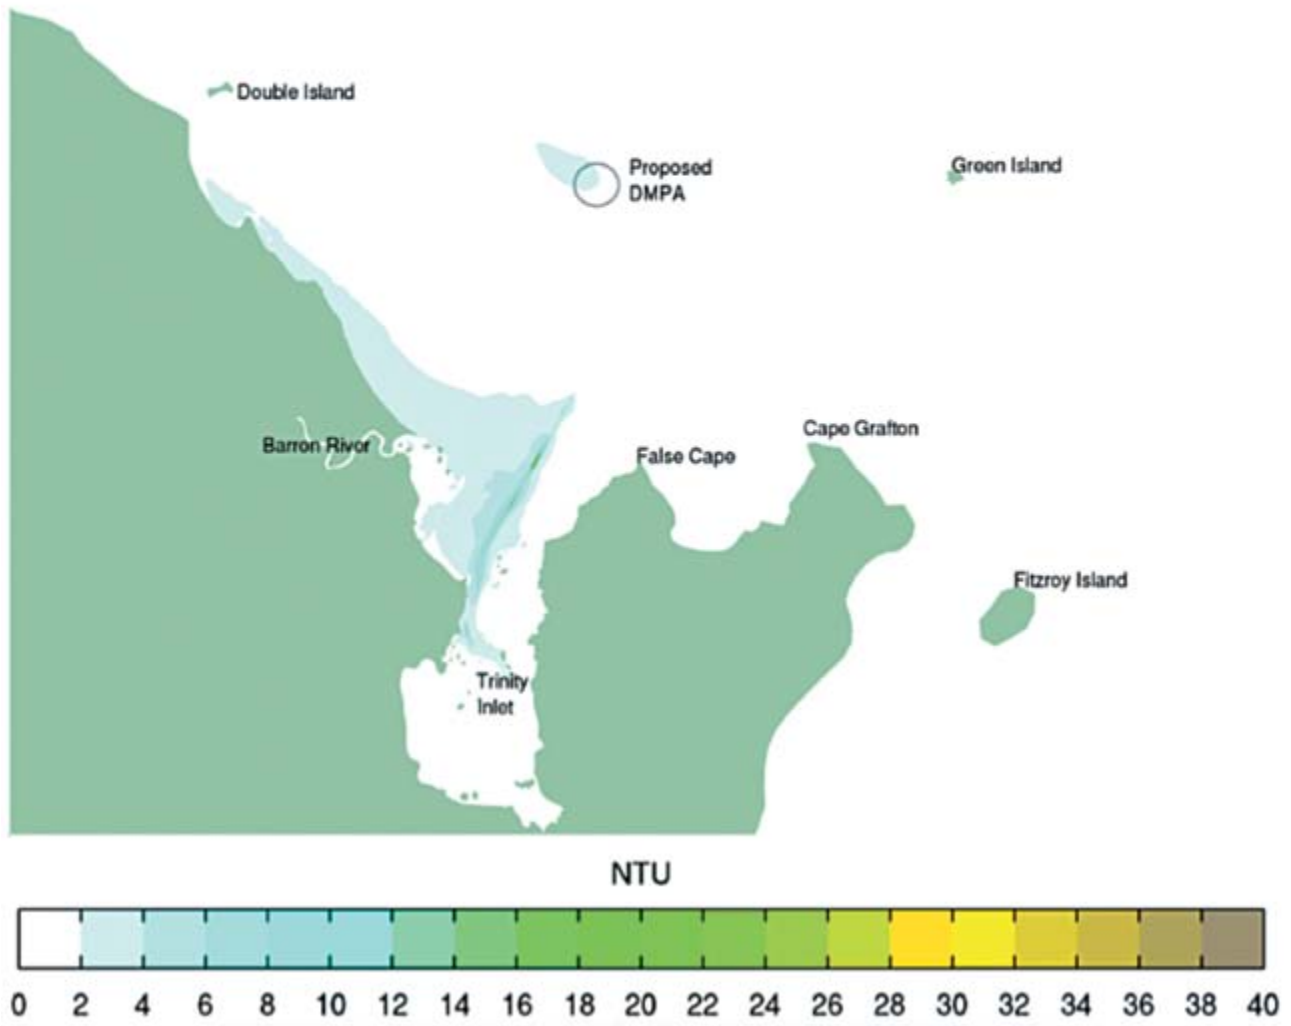 Double Island
Proposed
DMPA
Green Island
Barron River
False Cape
Cape Grafton
Fitzroy Island
Trinity
Inlet
NTU
0 2 4 6 8 10 12 14 16 18 20 22 24 26 28 30 32 34 36 38 40